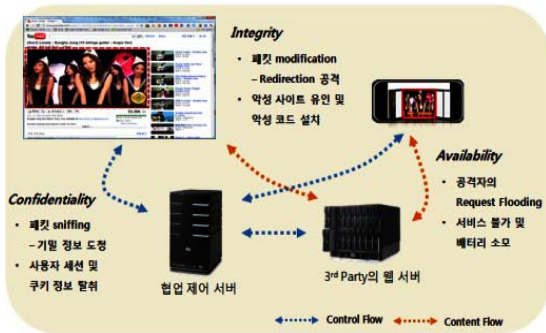 Integrity
• 패킷 modification
– Redirection 공격
• 악성 사이트 유인 및
악성 코드 설치
Availability
• 공격자의
Request Flooding
• 서비스 불가 및
배터리 소모
Confidentiality
• 패킷 sniffing
– 기밀 정보 도청
• 사용자 세션 및
쿠키 정보 탈취
협업 제어 서버
3rd Party의 웹 서버
Control Flow
Content Flow